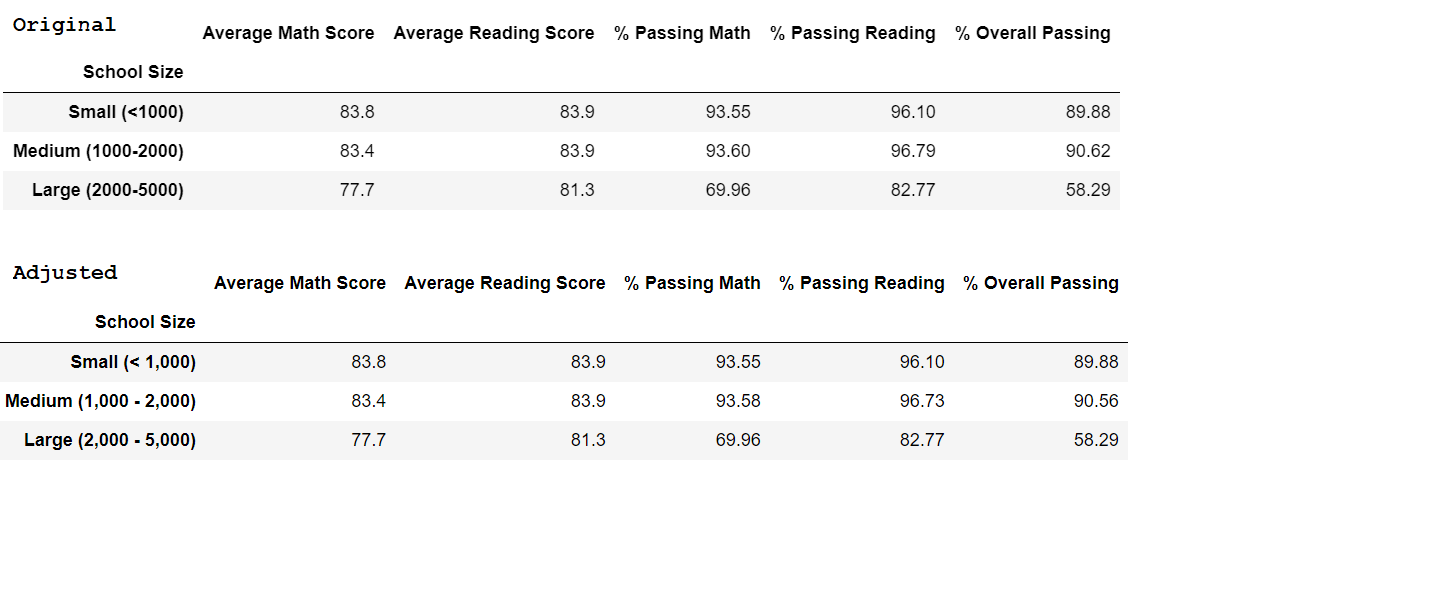 Original
Average Math Score Average Reading Score % Passing Math % Passing Reading % Overall Passing
School Size
Small (<1000) 83.8 83.9 93.55 96.10 89.88
Medium (1000-2000) 83.4 83.9 93.60 96.79 90.62
Large (2000-5000) 77.7 81.3 69.96 82.77 58.29
Adjusted
Average Math Score Average Reading Score % Passing Math % Passing Reading % Overall Passing
School Size
Small (< 1,000) 83.8 83.9 93.55 96.10 89.88
Medium (1,000 - 2,000) 83.4 83.9 93.58 96.73 90.56
Large (2,000 - 5,000) 77.7 81.3 69.96 82.77 58.29